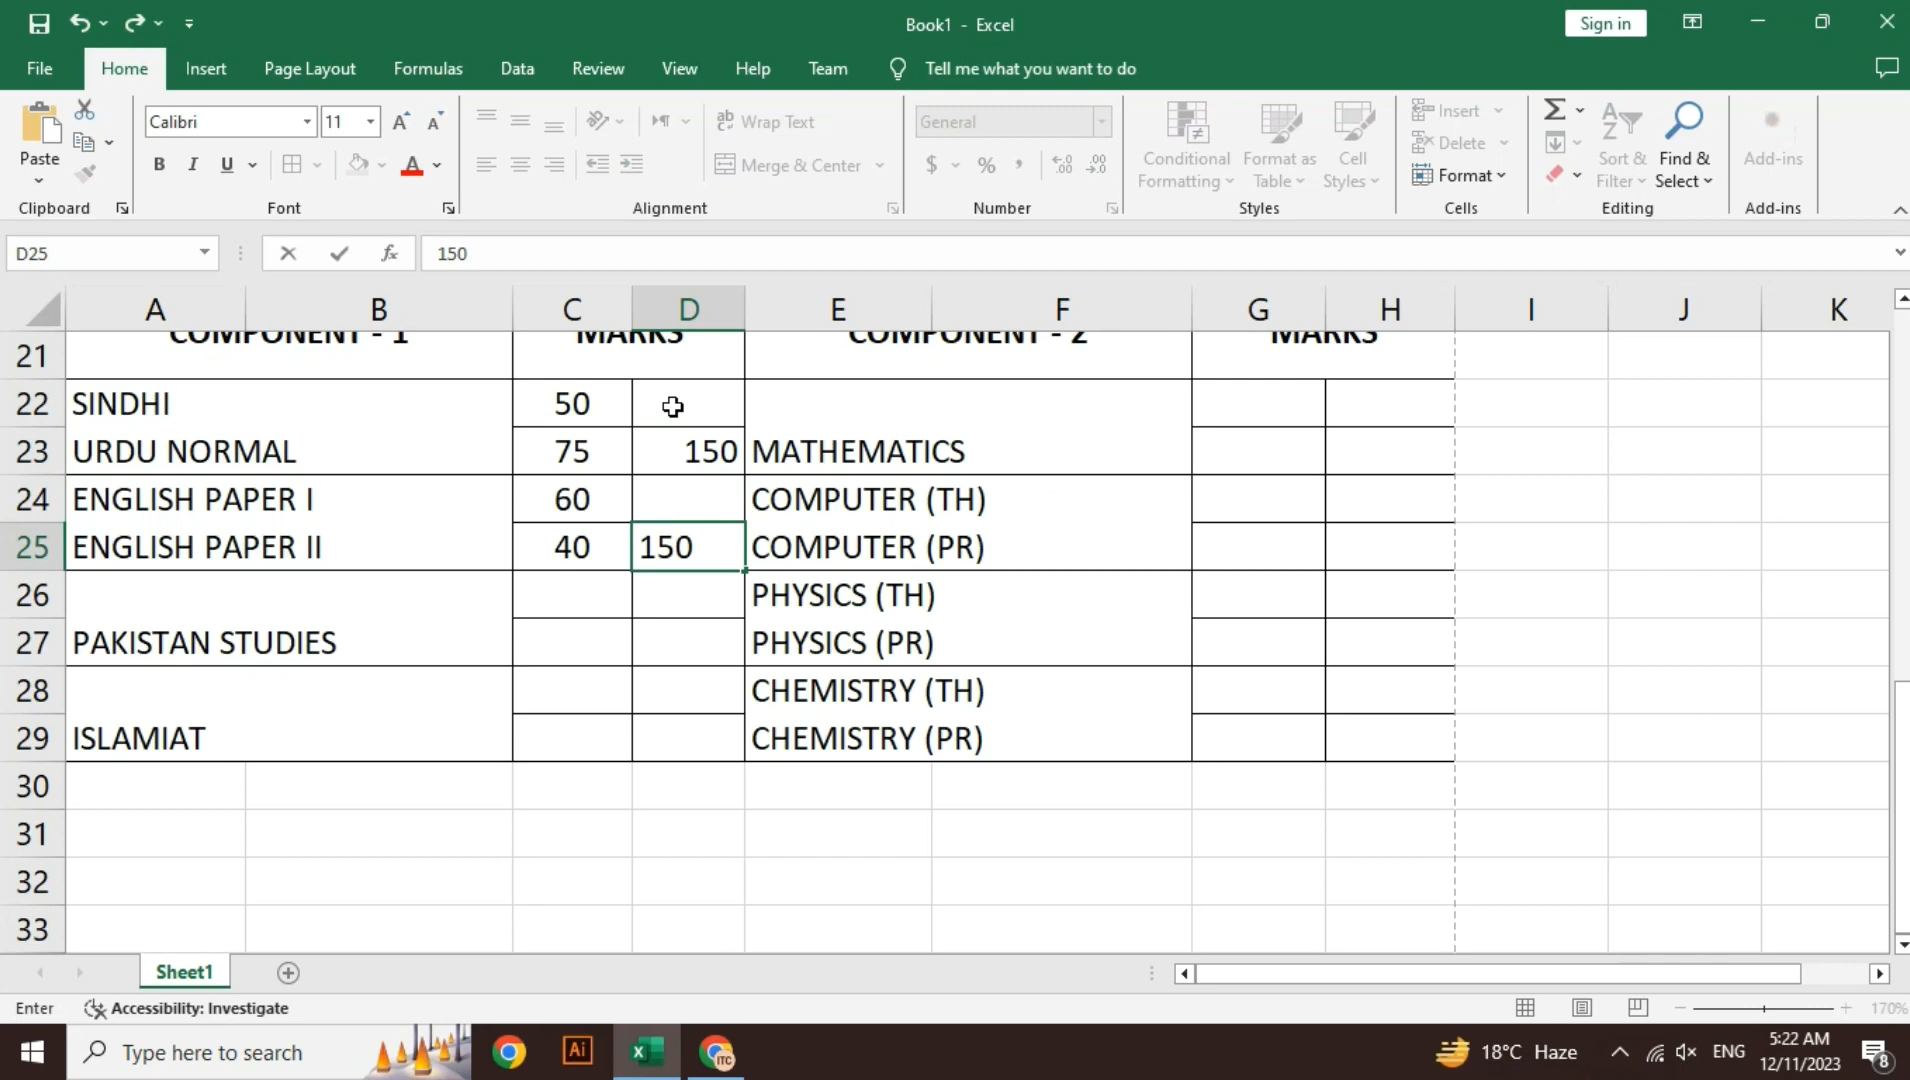 Book1 - Excel
Sign in
File Home Insert Page Layout Formulas Data Review View Help Team Tell me what you want to do
Paste
Clipboard
Calibri 11
B I U A
Font
Wrap Text
Merge & Center
Alignment
General
$ % ,
Number
Conditional Formatting
Format as Table
Cell Styles
Styles
Insert
Delete
Format
Cells
Sort & Filter
Find & Select
Editing
Add-ins
Add-ins
D25 fx 150
A B C D E F G H I J K
21 COMPONENT - 1 MARKS COMPONENT - 2 MARKS
22 SINDHI 50
23 URDU NORMAL 75 150 MATHEMATICS
24 ENGLISH PAPER I 60 COMPUTER (TH)
25 ENGLISH PAPER II 40 150 COMPUTER (PR)
26 PHYSICS (TH)
27 PAKISTAN STUDIES PHYSICS (PR)
28 CHEMISTRY (TH)
29 ISLAMIAT CHEMISTRY (PR)
30
31
32
33
Sheet1
Enter Accessibility: Investigate 170%
Type here to search Ai X ITC 18°C Haze ENG 5:22 AM
12/11/2023 8